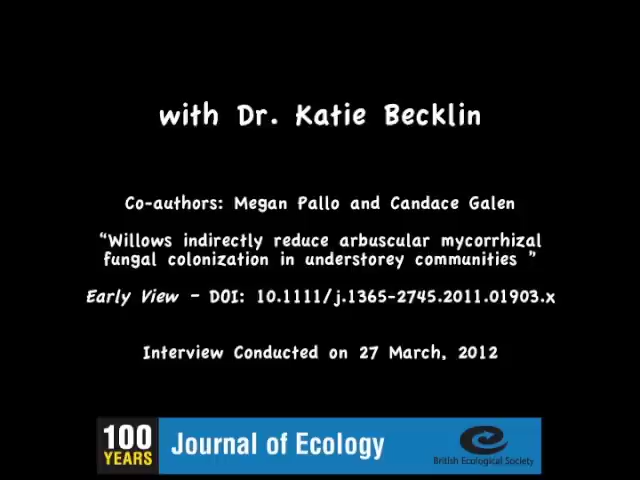 with Dr. Katie Becklin
Co-authors: Megan Pallo and Candace Galen
“Willows indirectly reduce arbuscular mycorrhizal
fungal colonization in understorey communities ”
Early View – DOI: 10.1111/j.1365-2745.2011.01903.x
Interview Conducted on 27 March, 2012
100
YEARS
Journal of Ecology
British Ecological Society